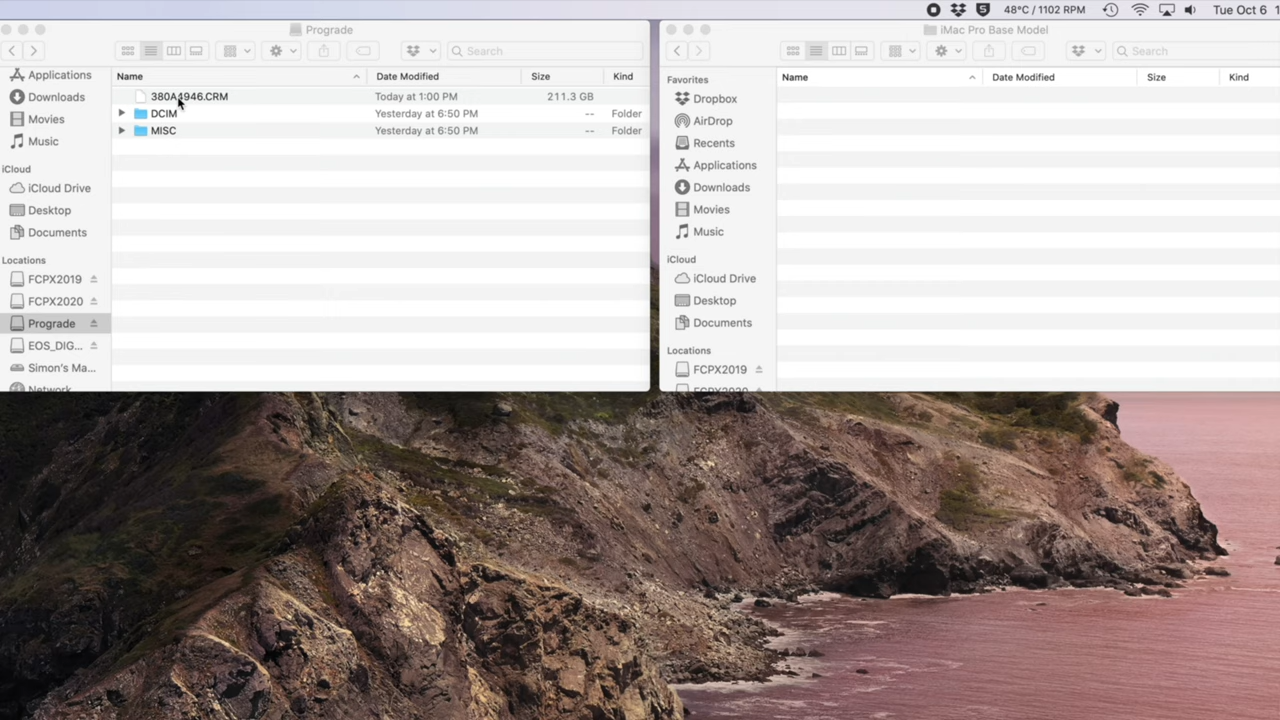 48°C / 1102 RPM Tue Oct 6
Prograde
Search
Applications
Downloads
Movies
Music
iCloud
iCloud Drive
Desktop
Documents
Locations
FCPX2019
FCPX2020
Prograde
EOS_DIG...
Simon's Ma...
Network
Name Date Modified Size Kind
380A4946.CRM Today at 1:00 PM 211.3 GB
DCIM Yesterday at 6:50 PM -- Folder
MISC Yesterday at 6:50 PM -- Folder
iMac Pro Base Model
Search
Favorites
Dropbox
AirDrop
Recents
Applications
Downloads
Movies
Music
iCloud
iCloud Drive
Desktop
Documents
Locations
FCPX2019
FCPX2020
Name Date Modified Size Kind